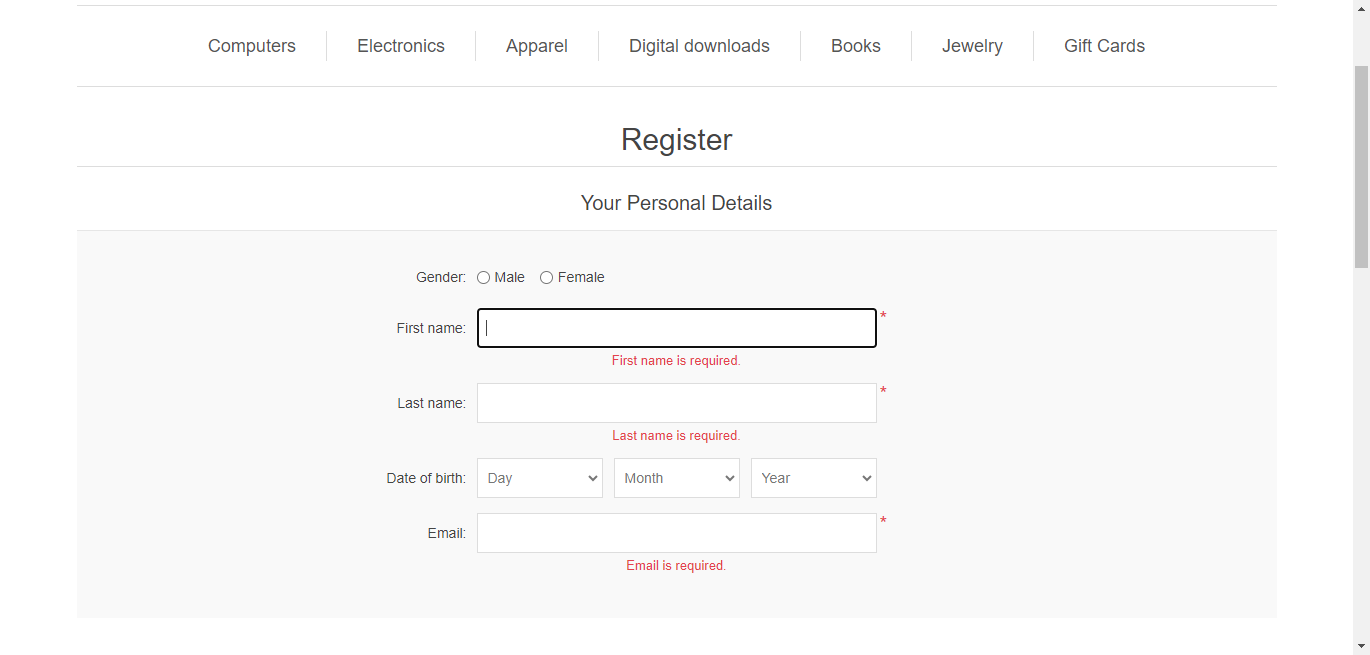 Computers Electronics Apparel Digital downloads Books Jewelry Gift Cards
Register
Your Personal Details
Gender: Male Female
First name: *
First name is required.
Last name: *
Last name is required.
Date of birth: Day Month Year
Email: *
Email is required.